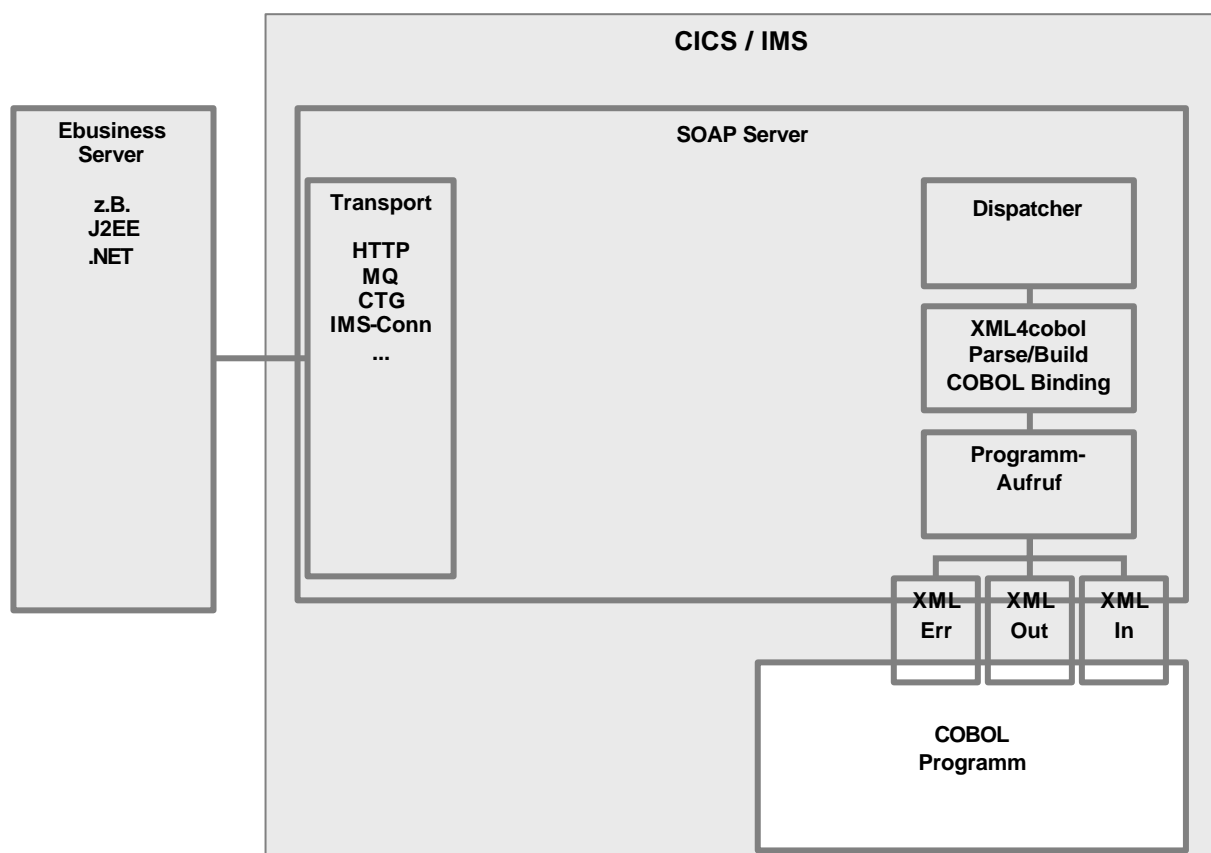 CICS / IMS
Ebusiness
Server
z.B.
J2EE
.NET
SOAP Server
Transport
HTTP
MQ
CTG
IMS-Conn
...
Dispatcher
XML4cobol
Parse/Build
COBOL Binding
Programm-
Aufruf
XML
Err
XML
Out
XML
In
COBOL
Programm